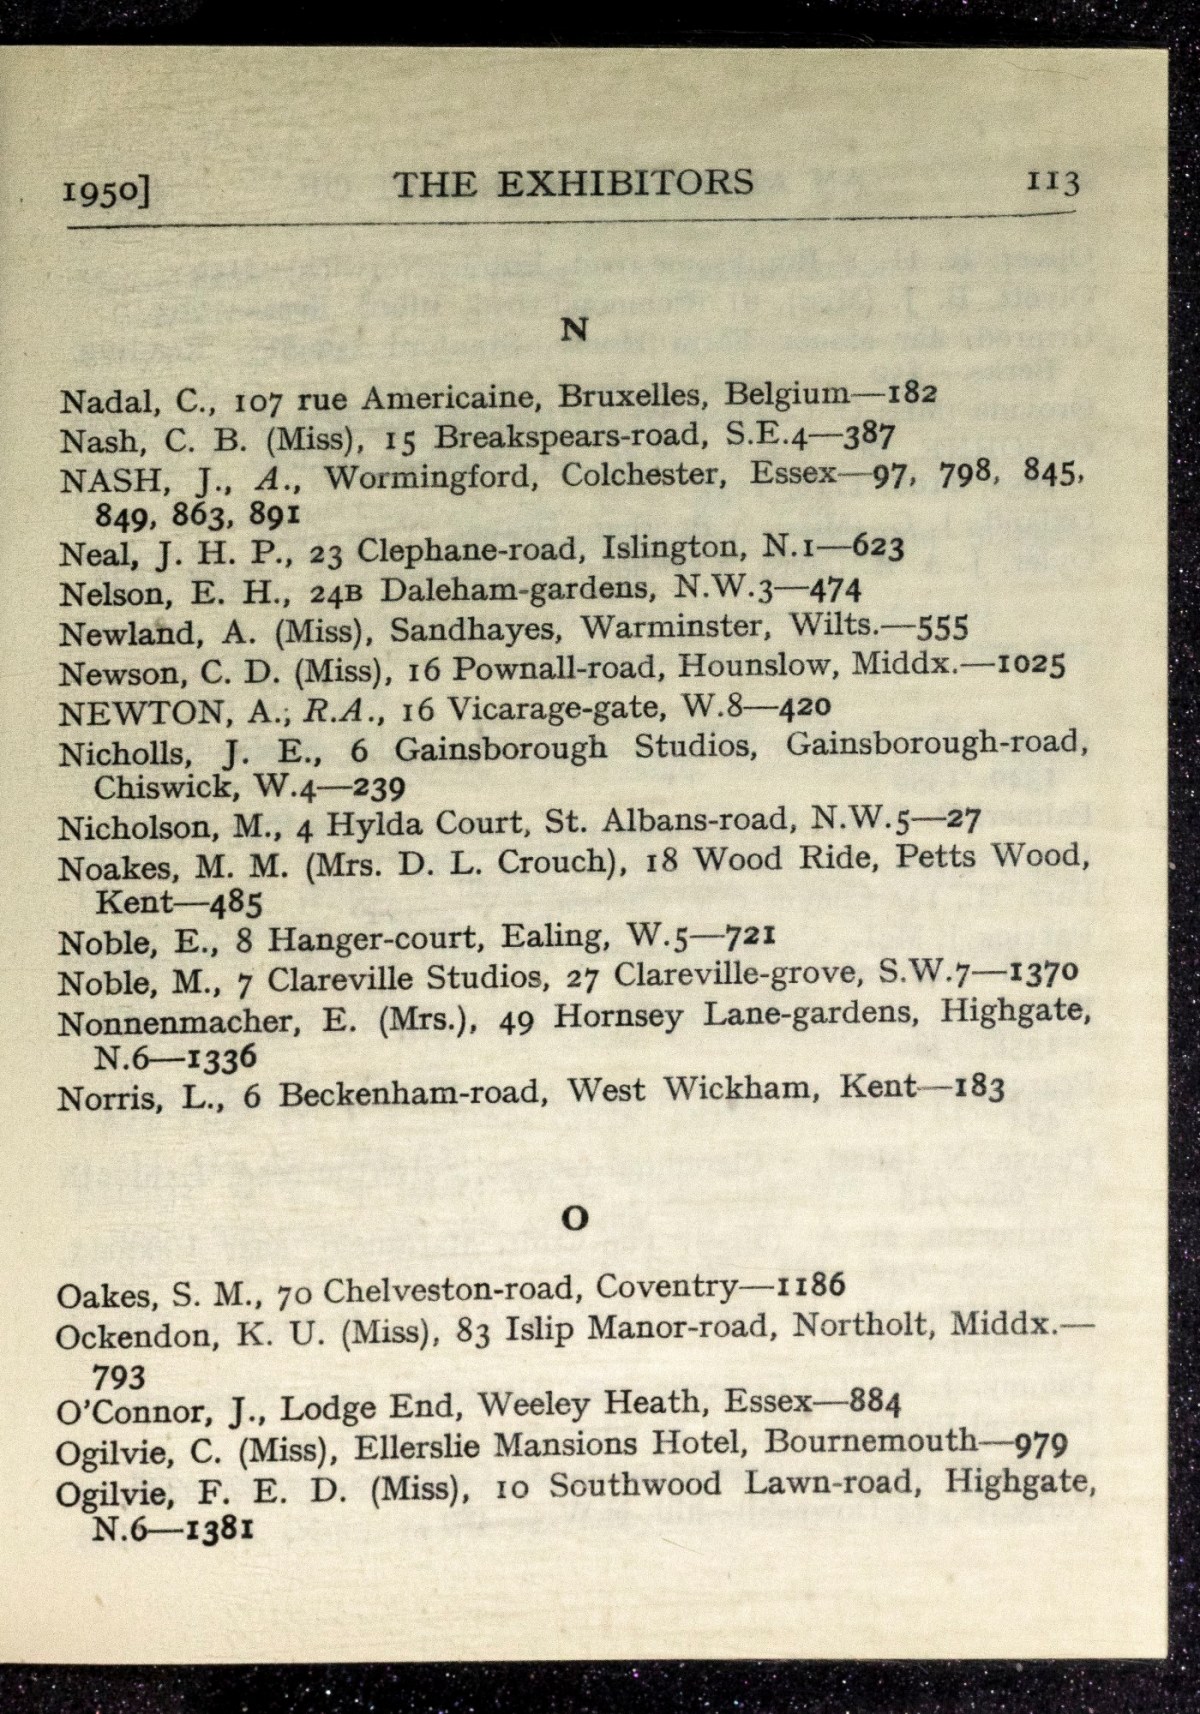 1950] THE EXHIBITORS 113
N
Nadal, C., 107 rue Americaine, Bruxelles, Belgium—182
Nash, C. B. (Miss), 15 Breakspears-road, S.E.4—387
NASH, J., A., Wormingford, Colchester, Essex—97, 798, 845,
849, 863, 891
Neal, J. H. P., 23 Clephane-road, Islington, N.1—623
Nelson, E. H., 24B Daleham-gardens, N.W.3—474
Newland, A. (Miss), Sandhayes, Warminster, Wilts.—555
Newson, C. D. (Miss), 16 Pownall-road, Hounslow, Middx.—1025
NEWTON, A.; R.A., 16 Vicarage-gate, W.8—420
Nicholls, J. E., 6 Gainsborough Studios, Gainsborough-road,
Chiswick, W.4—239
Nicholson, M., 4 Hylda Court, St. Albans-road, N.W.5—27
Noakes, M. M. (Mrs. D. L. Crouch), 18 Wood Ride, Petts Wood,
Kent—485
Noble, E., 8 Hanger-court, Ealing, W.5—721
Noble, M., 7 Clareville Studios, 27 Clareville-grove, S.W.7—1370
Nonnenmacher, E. (Mrs.), 49 Hornsey Lane-gardens, Highgate,
N.6—1336
Norris, L., 6 Beckenham-road, West Wickham, Kent—183
O
Oakes, S. M., 70 Chelveston-road, Coventry—1186
Ockendon, K. U. (Miss), 83 Islip Manor-road, Northolt, Middx.—
793
O'Connor, J., Lodge End, Weeley Heath, Essex—884
Ogilvie, C. (Miss), Ellerslie Mansions Hotel, Bournemouth—979
Ogilvie, F. E. D. (Miss), 10 Southwood Lawn-road, Highgate,
N.6—1381